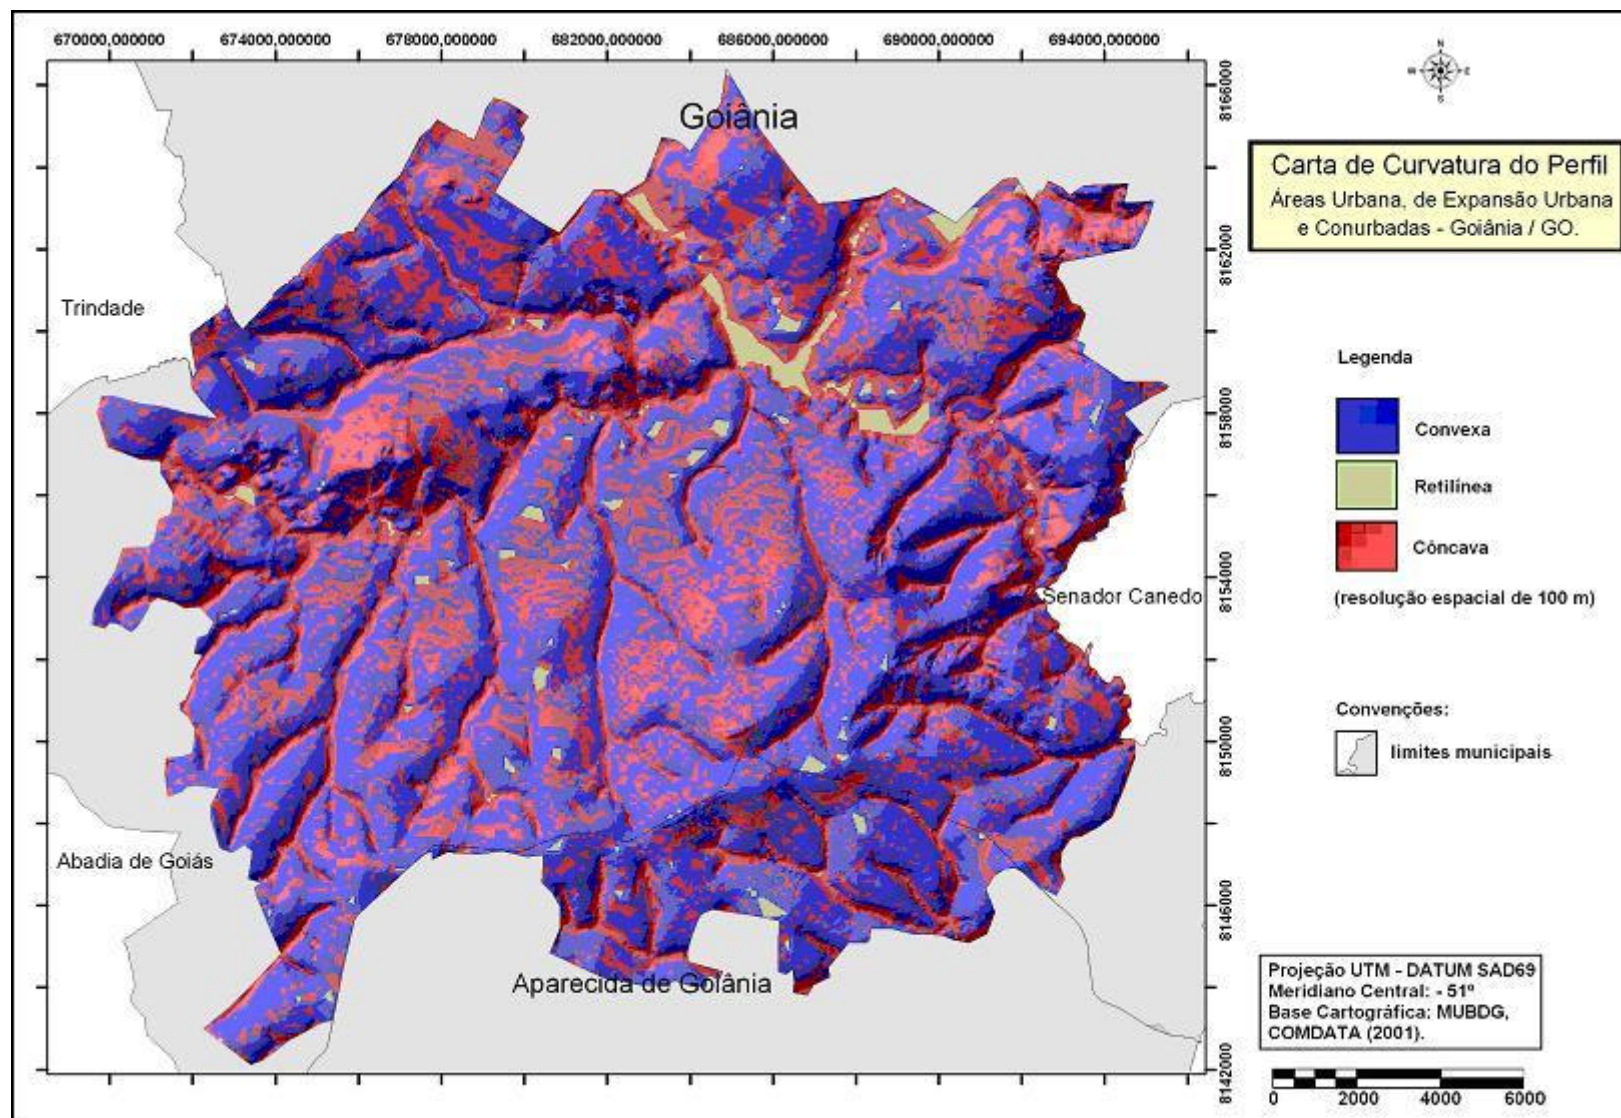 670000,000000 674000,000000 678000,000000 682000,000000 686000,000000 690000,000000 694000,000000
N
W E
S
8166000
Goiânia
Carta de Curvatura do Perfil
Áreas Urbana, de Expansão Urbana
e Conurbadas - Goiânia / GO.
8162000
Trindade
Legenda
8158000
Convexa
Retilínea
Côncava
8154000
Senador Canedo
(resolução espacial de 100 m)
Convenções:
8150000
limites municipais
Abadia de Goiás
8146000
Aparecida de Goiânia
Projeção UTM - DATUM SAD69
Meridiano Central: - 51º
Base Cartográfica: MUBDG,
COMDATA (2001).
8142000
0 2000 4000 6000